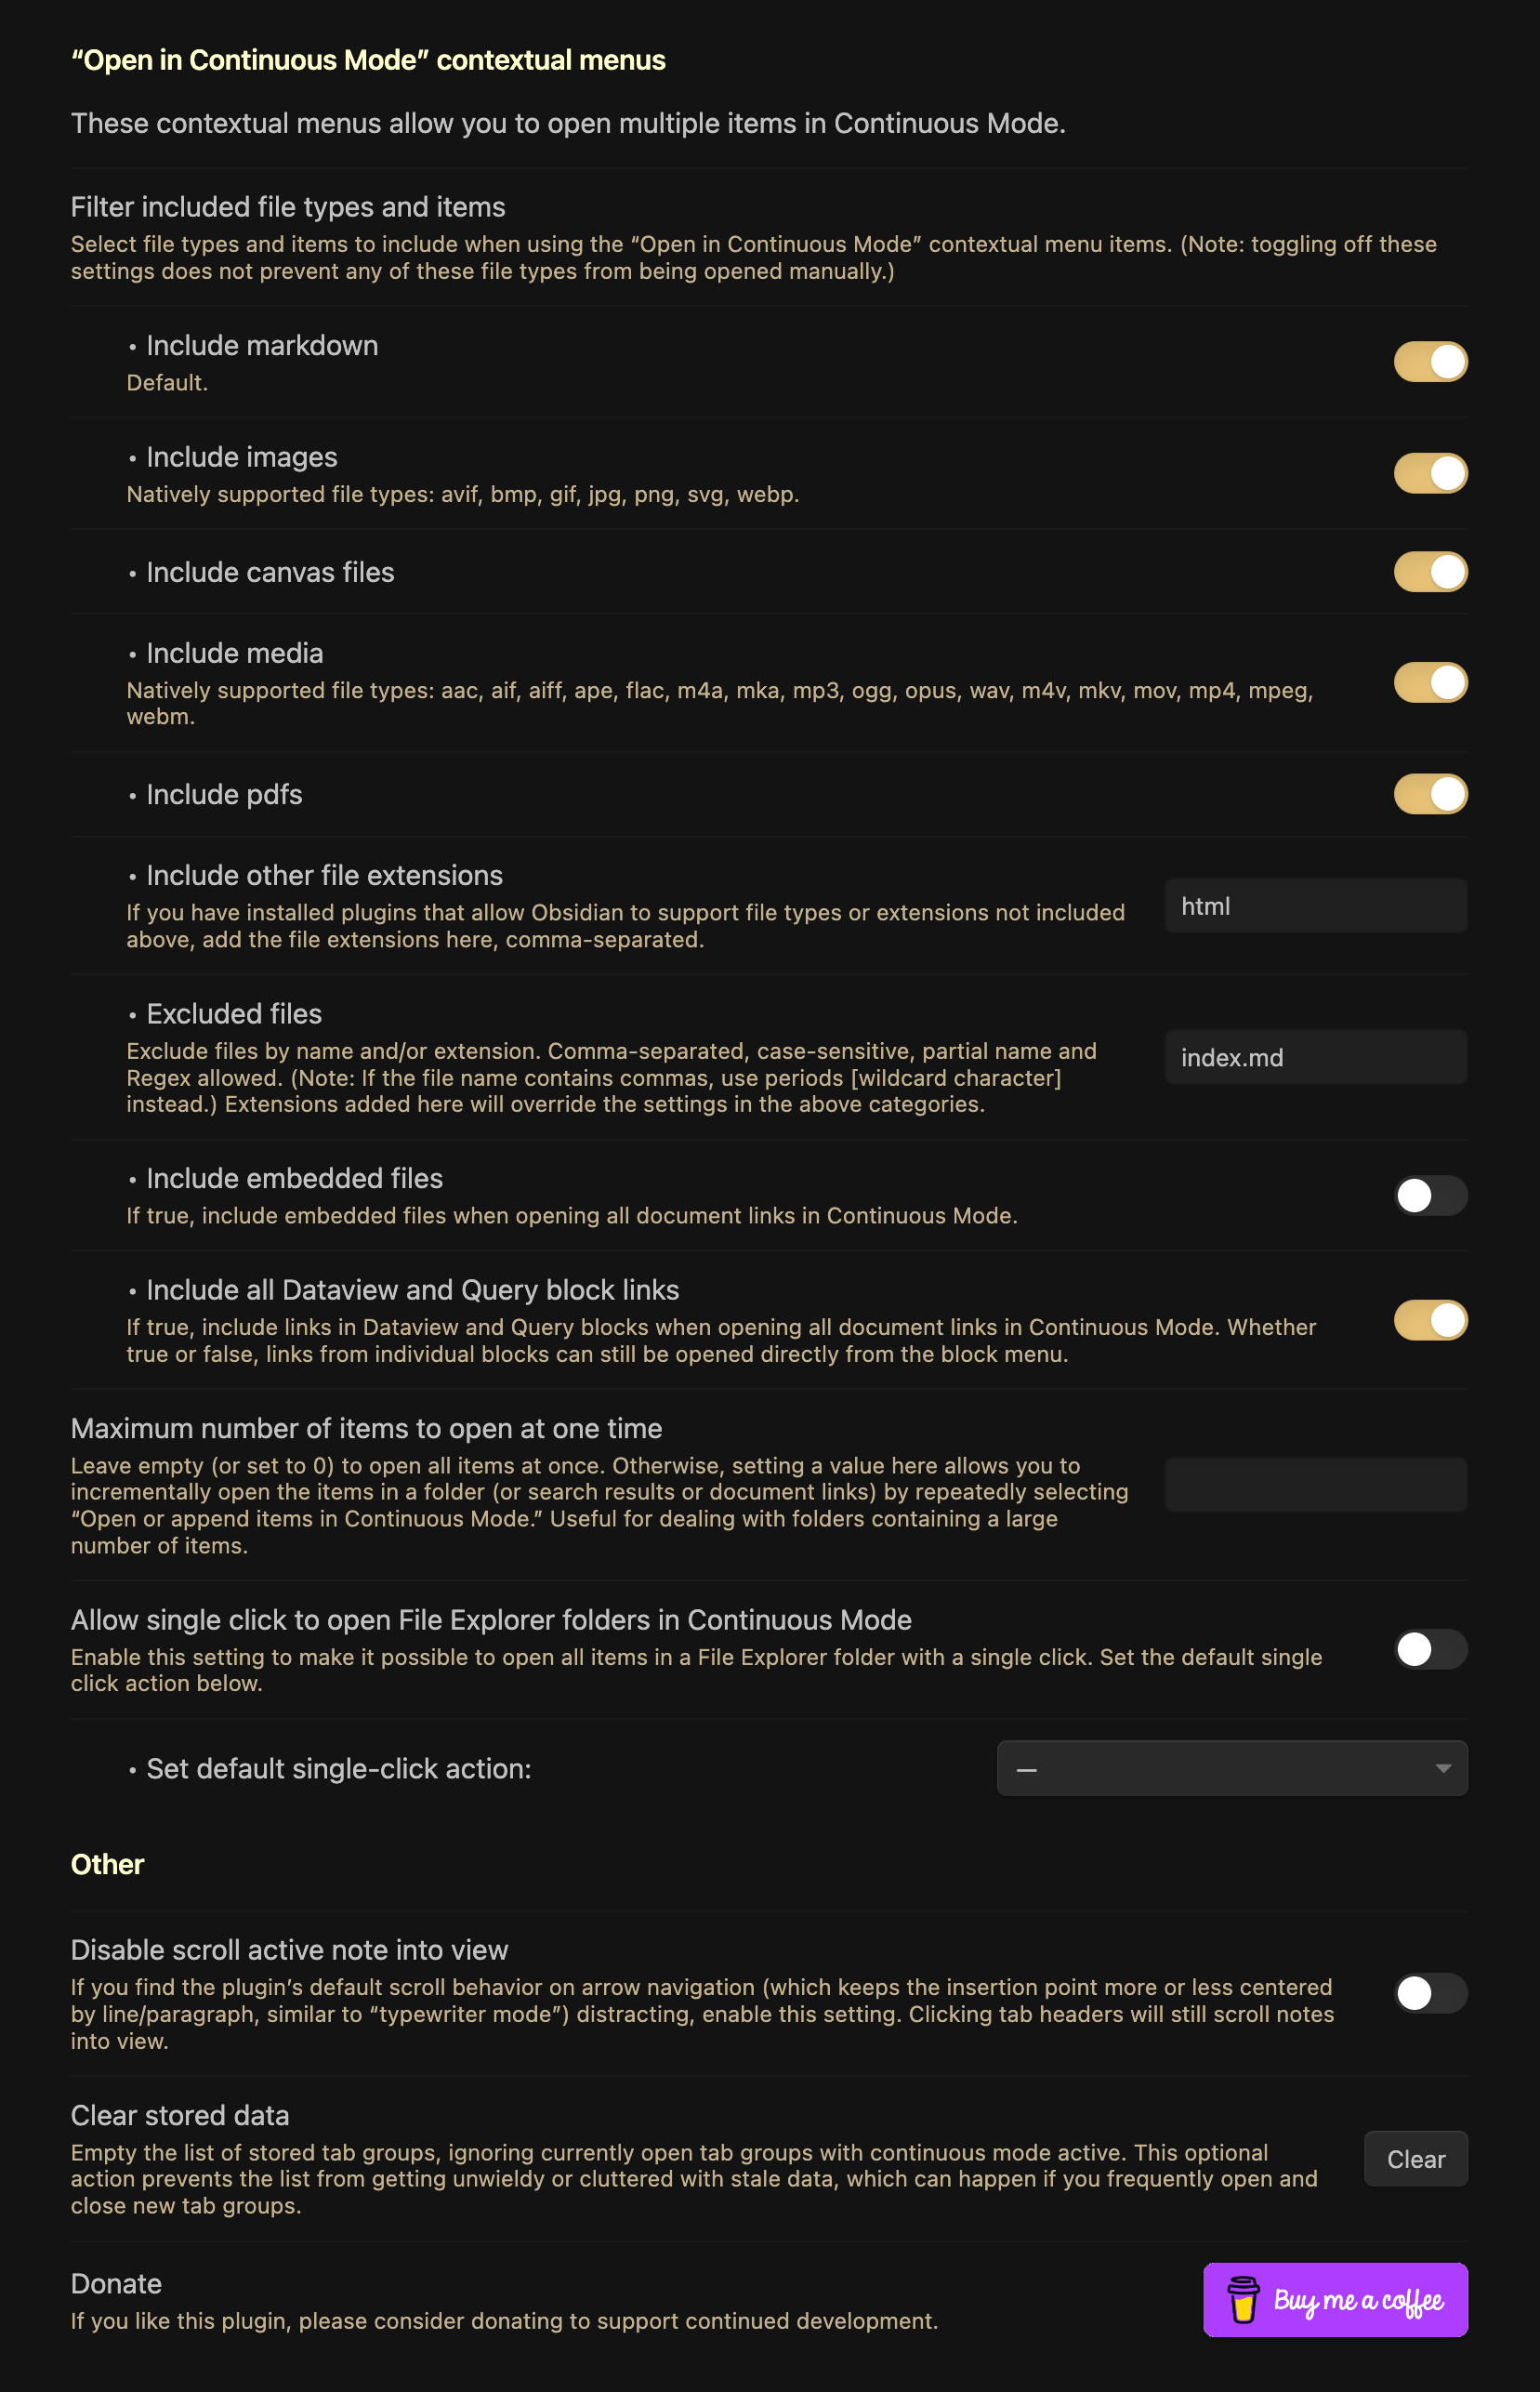 “Open in Continuous Mode” contextual menus
These contextual menus allow you to open multiple items in Continuous Mode.
Filter included file types and items
Select file types and items to include when using the “Open in Continuous Mode” contextual menu items. (Note: toggling off these
settings does not prevent any of these file types from being opened manually.)
• Include markdown
Default.
• Include images
Natively supported file types: avif, bmp, gif, jpg, png, svg, webp.
• Include canvas files
• Include media
Natively supported file types: aac, aif, aiff, ape, flac, m4a, mka, mp3, ogg, opus, wav, m4v, mkv, mov, mp4, mpeg,
webm.
• Include pdfs
• Include other file extensions
If you have installed plugins that allow Obsidian to support file types or extensions not included
above, add the file extensions here, comma-separated.
html
• Excluded files
Exclude files by name and/or extension. Comma-separated, case-sensitive, partial name and
Regex allowed. (Note: If the file name contains commas, use periods [wildcard character]
instead.) Extensions added here will override the settings in the above categories.
index.md
• Include embedded files
If true, include embedded files when opening all document links in Continuous Mode.
• Include all Dataview and Query block links
If true, include links in Dataview and Query blocks when opening all document links in Continuous Mode. Whether
true or false, links from individual blocks can still be opened directly from the block menu.
Maximum number of items to open at one time
Leave empty (or set to 0) to open all items at once. Otherwise, setting a value here allows you to
incrementally open the items in a folder (or search results or document links) by repeatedly selecting
“Open or append items in Continuous Mode.” Useful for dealing with folders containing a large
number of items.
Allow single click to open File Explorer folders in Continuous Mode
Enable this setting to make it possible to open all items in a File Explorer folder with a single click. Set the default single
click action below.
• Set default single-click action:
—
Other
Disable scroll active note into view
If you find the plugin’s default scroll behavior on arrow navigation (which keeps the insertion point more or less centered
by line/paragraph, similar to “typewriter mode”) distracting, enable this setting. Clicking tab headers will still scroll notes
into view.
Clear stored data
Empty the list of stored tab groups, ignoring currently open tab groups with continuous mode active. This optional
action prevents the list from getting unwieldy or cluttered with stale data, which can happen if you frequently open and
close new tab groups.
Clear
Donate
If you like this plugin, please consider donating to support continued development.
Buy me a coffee